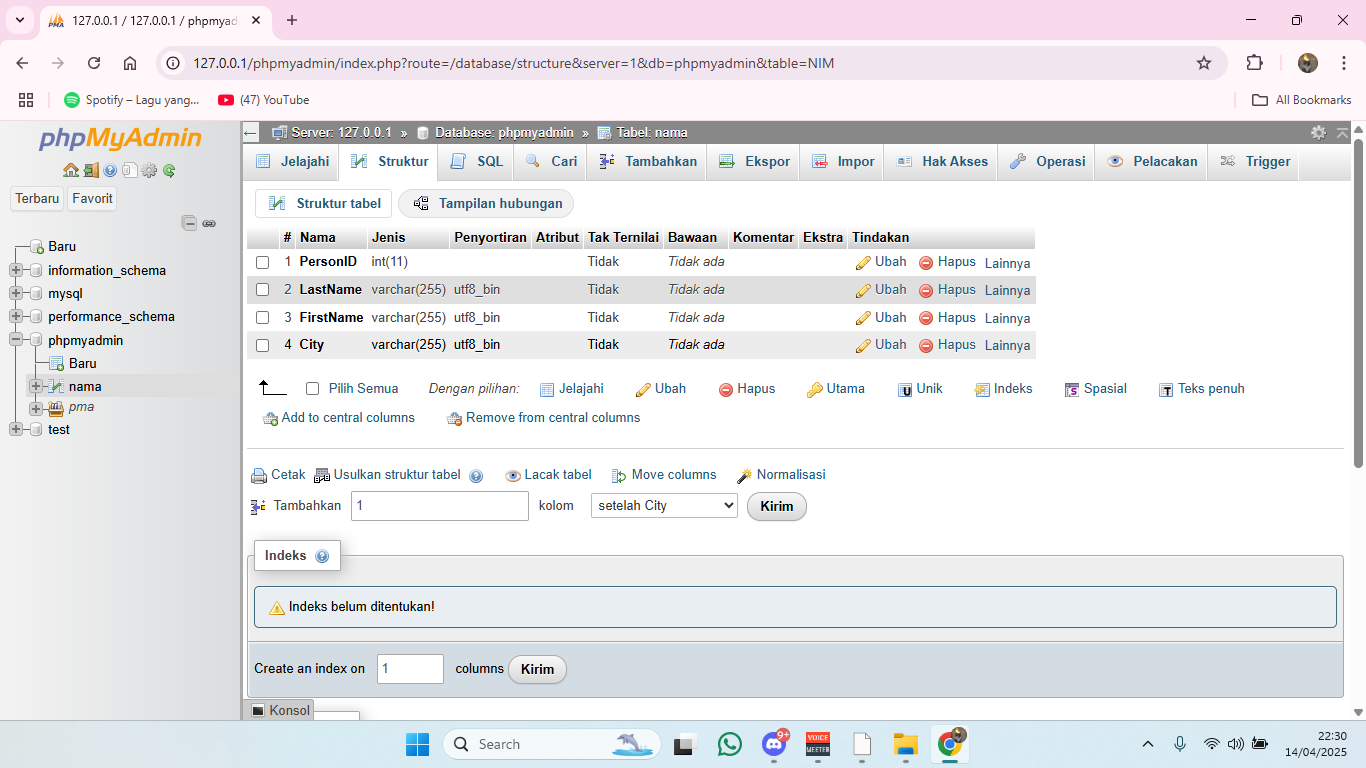 127.0.0.1 / 127.0.0.1 / phpmyad
127.0.0.1/phpmyadmin/index.php?route=/database/structure&server=1&db=phpmyadmin&table=NIM
Spotify – Lagu yang... (47) YouTube All Bookmarks
phpMyAdmin
Terbaru Favorit
Baru
information_schema
mysql
performance_schema
phpmyadmin
Baru
nama
pma
test
Server: 127.0.0.1 » Database: phpmyadmin » Tabel: nama
Jelajahi Struktur SQL Cari Tambahkan Ekspor Impor Hak Akses Operasi Pelacakan Trigger
Struktur tabel Tampilan hubungan
# Nama Jenis Penyortiran Atribut Tak Ternilai Bawaan Komentar Ekstra Tindakan
1 PersonID int(11) Tidak Tidak ada Ubah Hapus Lainnya
2 LastName varchar(255) utf8_bin Tidak Tidak ada Ubah Hapus Lainnya
3 FirstName varchar(255) utf8_bin Tidak Tidak ada Ubah Hapus Lainnya
4 City varchar(255) utf8_bin Tidak Tidak ada Ubah Hapus Lainnya
Pilih Semua Dengan pilihan: Jelajahi Ubah Hapus Utama Unik Indeks Spasial Teks penuh
Add to central columns Remove from central columns
Cetak Usulkan struktur tabel Lacak tabel Move columns Normalisasi
Tambahkan 1 kolom setelah City Kirim
Indeks
Indeks belum ditentukan!
Create an index on 1 columns Kirim
Konsol
Search 9+ VOICE MEETER 22:30
14/04/2025